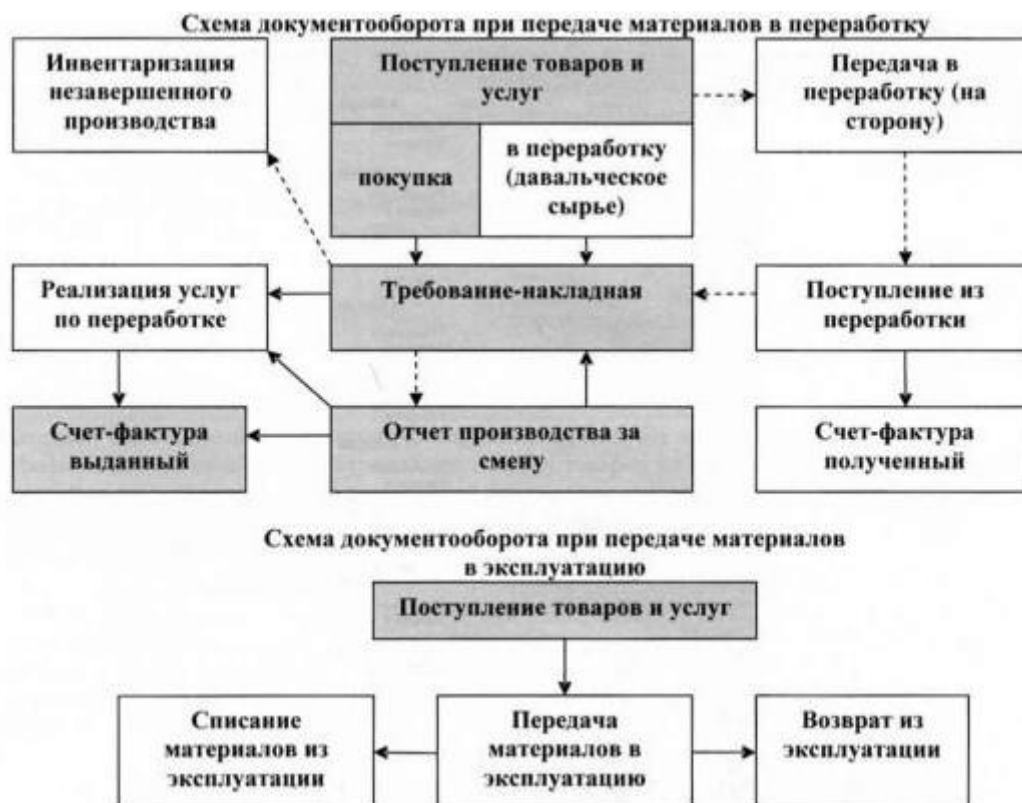 Схема документооборота при передаче материалов в переработку
Инвентаризация
незавершенного
производства
Поступление товаров и
услуг
покупка
в переработку
(давальческое
сырье)
Передача в
переработку (на
сторону)
Реализация услуг
по переработке
Требование-накладная
Поступление из
переработки
Счет-фактура
выданный
Отчет производства за
смену
Счет-фактура
полученный
Схема документооборота при передаче материалов
в эксплуатацию
Поступление товаров и услуг
Списание
материалов из
эксплуатации
Передача
материалов в
эксплуатацию
Возврат из
эксплуатации